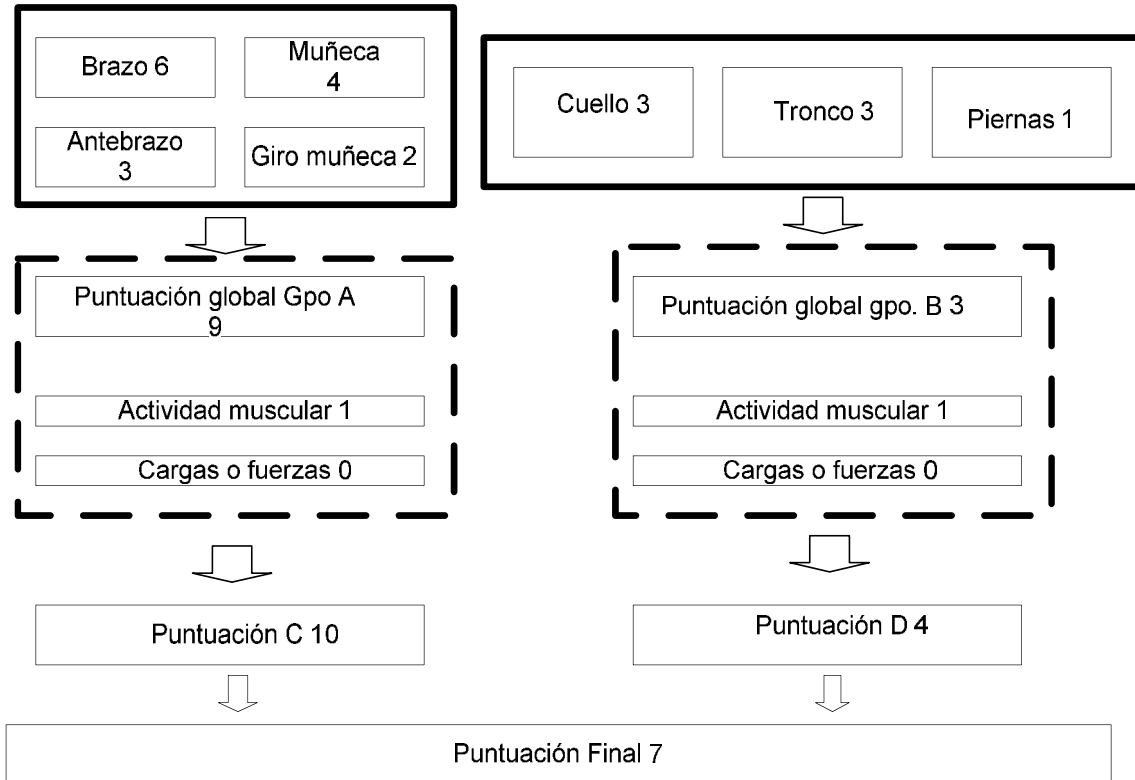 Brazo 6
Muñeca
4
Antebrazo
3
Giro muñeca 2
Cuello 3
Tronco 3
Piernas 1
Puntuación global Gpo A
9
Actividad muscular 1
Cargas o fuerzas 0
Puntuación global gpo. B 3
Actividad muscular 1
Cargas o fuerzas 0
Puntuación C 10
Puntuación D 4
Puntuación Final 7